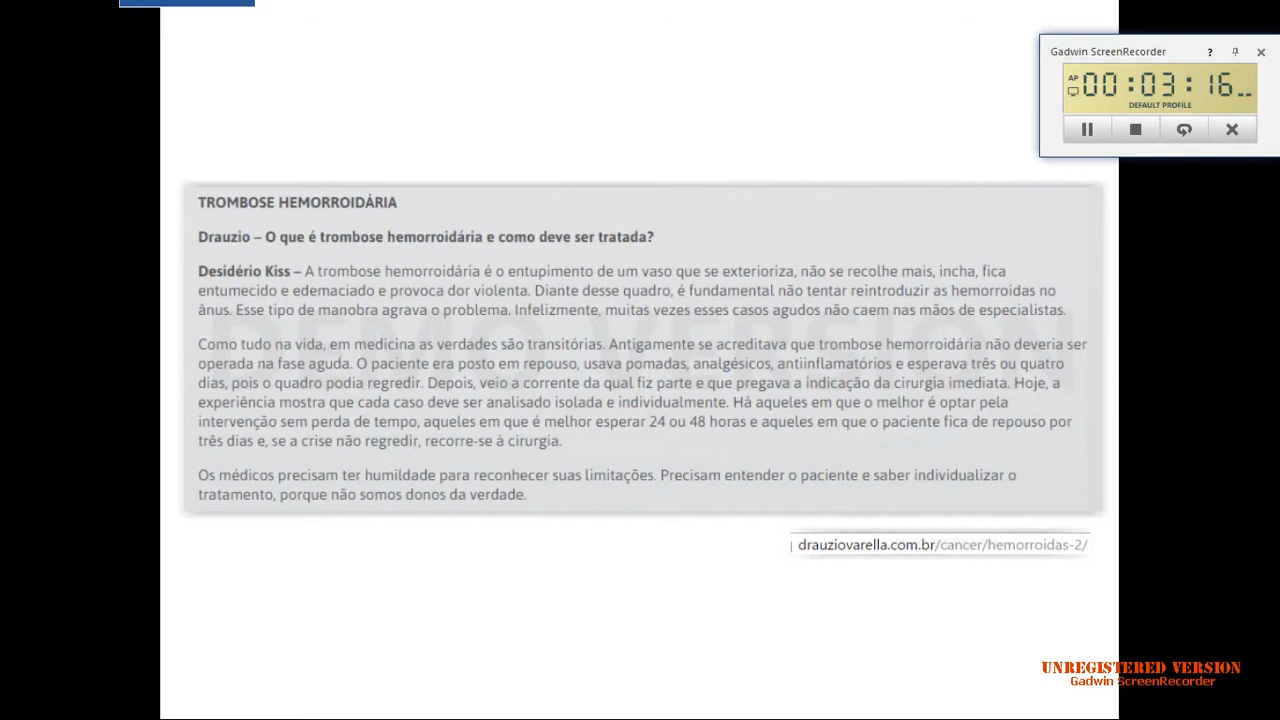 Gadwin ScreenRecorder
?
AP
00:03:16
DEFAULT PROFILE
TROMBOSE HEMORROIDÁRIA
Drauzio – O que é trombose hemorroidária e como deve ser tratada?
Desidério Kiss – A trombose hemorroidária é o entupimento de um vaso que se exterioriza, não se recolhe mais, incha, fica
entumecido e edemaciado e provoca dor violenta. Diante desse quadro, é fundamental não tentar reintroduzir as hemorroidas no
ânus. Esse tipo de manobra agrava o problema. Infelizmente, muitas vezes esses casos agudos não caem nas mãos de especialistas.
Como tudo na vida, em medicina as verdades são transitórias. Antigamente se acreditava que trombose hemorroidária não deveria ser
operada na fase aguda. O paciente era posto em repouso, usava pomadas, analgésicos, antiinflamatórios e esperava três ou quatro
dias, pois o quadro podia regredir. Depois, veio a corrente da qual fiz parte e que pregava a indicação da cirurgia imediata. Hoje, a
experiência mostra que cada caso deve ser analisado isolada e individualmente. Há aqueles em que o melhor é optar pela
intervenção sem perda de tempo, aqueles em que é melhor esperar 24 ou 48 horas e aqueles em que o paciente fica de repouso por
três dias e, se a crise não regredir, recorre-se à cirurgia.
Os médicos precisam ter humildade para reconhecer suas limitações. Precisam entender o paciente e saber individualizar o
tratamento, porque não somos donos da verdade.
DEMO VERSION
drauziovarella.com.br/cancer/hemorroidas-2/
UNREGISTERED VERSION
Gadwin ScreenRecorder